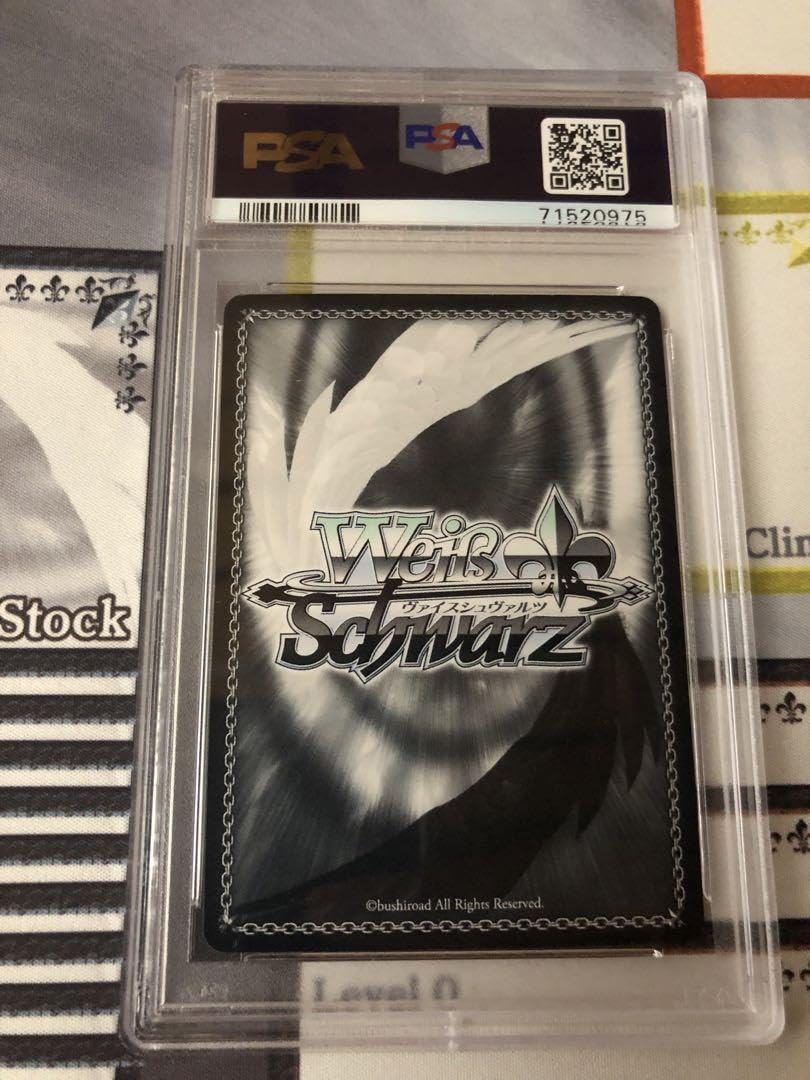 PSA
PSA
71520975
Stock
Clim
Weiß
ヴァイスシュヴァルツ
Schwarz
©bushiroad All Rights Reserved.
Level 0